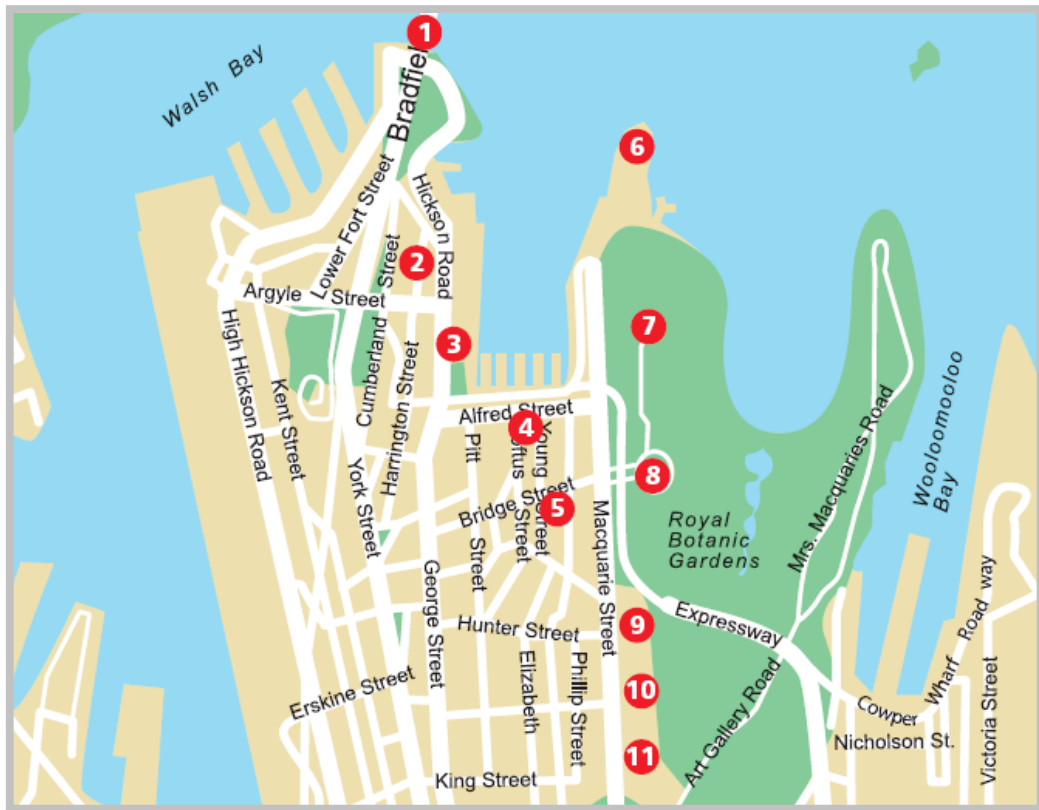 1
Bradfiel
Walsh Bay
6
Lower Fort Street
Hickson Road
2
Cumberland Street
Argyle Street
7
3
High Hickson Road
Kent Street
Harrington Street
Alfred Street
4
Pitt Street
Loftus Street
Young Street
York Street
8
Bridge Street
5
Macquarie Street
Royal
Botanic
Gardens
Mrs. Macquaries Road
Wooloomooloo
Bay
George Street
Hunter Street
9
Expressway
Elizabeth
Phillip Street
Erskine Street
10
Art Gallery Road
Cowper
Wharf Road way
Nicholson St.
Victoria Street
11
King Street